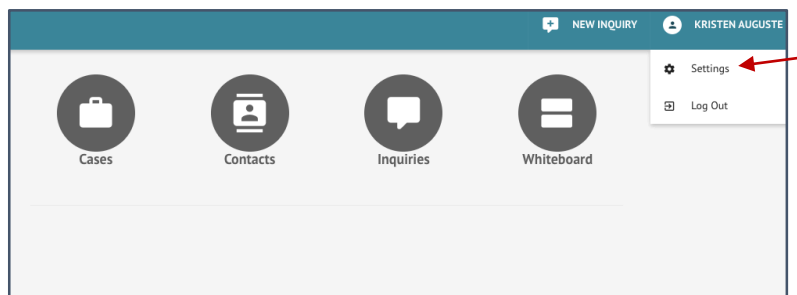 NEW INQUIRY
KRISTEN AUGUSTE
Settings
Log Out
Cases
Contacts
Inquiries
Whiteboard